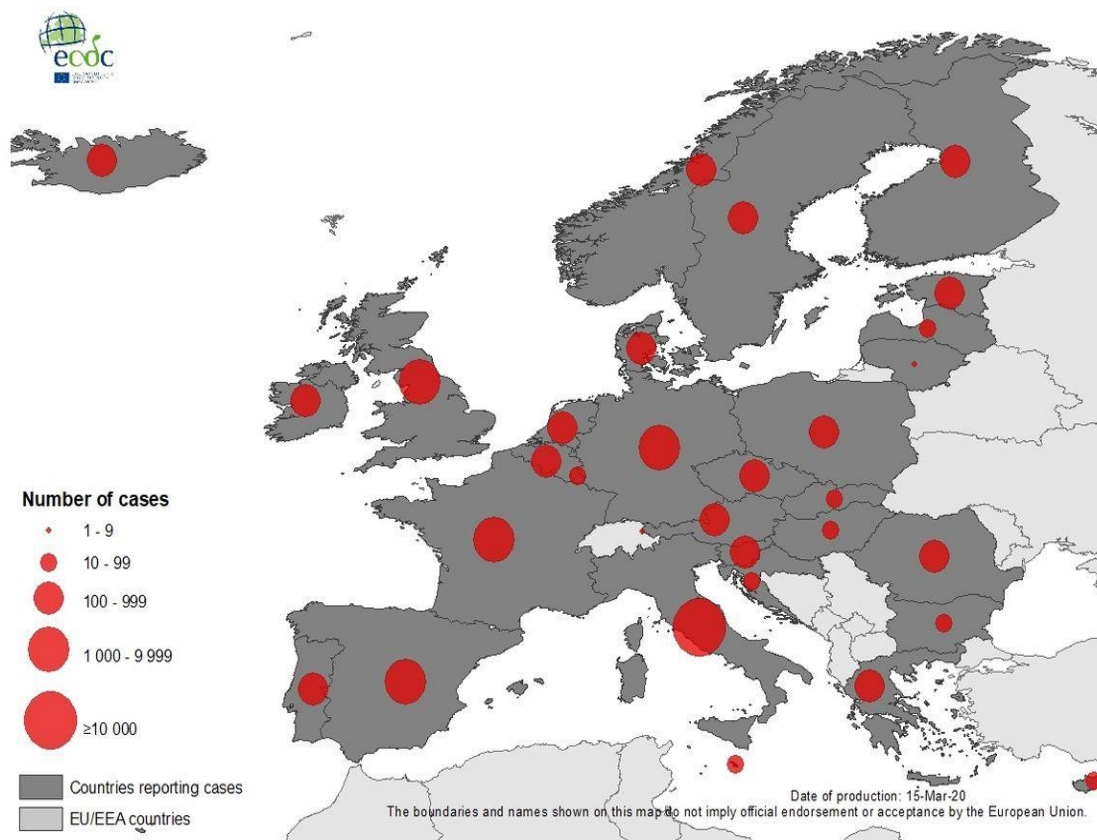 ecdc
Number of cases
1 - 9
10 - 99
100 - 999
1 000 - 9 999
≥10 000
Countries reporting cases
EU/EEA countries
Date of production: 15-Mar-20
The boundaries and names shown on this map do not imply official endorsement or acceptance by the European Union.